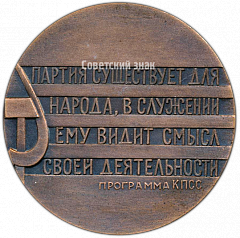 Советский знак
ПАРТИЯ СУЩЕСТВУЕТ ДЛЯ
НАРОДА, В СЛУЖЕНИИ
ЕМУ ВИДИТ СМЫСЛ
СВОЕЙ ДЕЯТЕЛЬНОСТИ
ПРОГРАММА КПСС